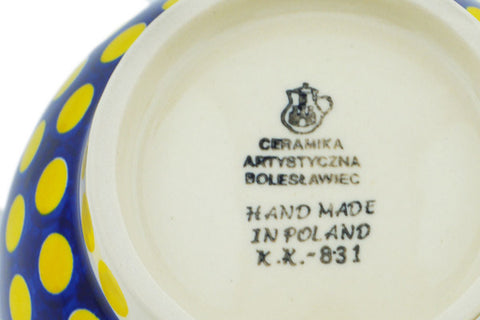 CERAMIKA
ARTYSTYCZNA
BOLESŁAWIEC
HAND MADE
IN POLAND
K.K.-831